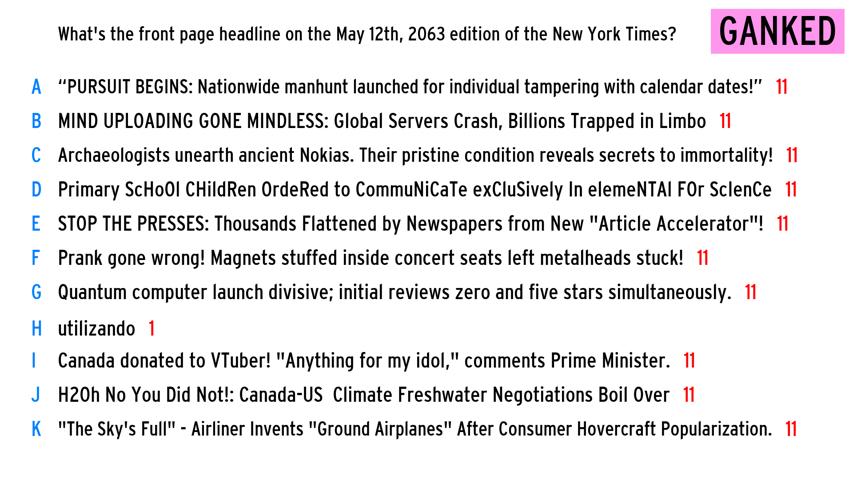 What's the front page headline on the May 12th, 2063 edition of the New York Times?
GANKED
A “PURSUIT BEGINS: Nationwide manhunt launched for individual tampering with calendar dates!” 11
B MIND UPLOADING GONE MINDLESS: Global Servers Crash, Billions Trapped in Limbo 11
C Archaeologists unearth ancient Nokias. Their pristine condition reveals secrets to immortality! 11
D Primary ScHoOl CHildRen OrdeRed to CommuNiCaTe exCluSively In elemeNTAl FOr ScIenCe 11
E STOP THE PRESSES: Thousands Flattened by Newspapers from New "Article Accelerator"! 11
F Prank gone wrong! Magnets stuffed inside concert seats left metalheads stuck! 11
G Quantum computer launch divisive; initial reviews zero and five stars simultaneously. 11
H utilizando 1
I Canada donated to VTuber! "Anything for my idol," comments Prime Minister. 11
J H2Oh No You Did Not!: Canada-US Climate Freshwater Negotiations Boil Over 11
K "The Sky's Full" - Airliner Invents "Ground Airplanes" After Consumer Hovercraft Popularization. 11